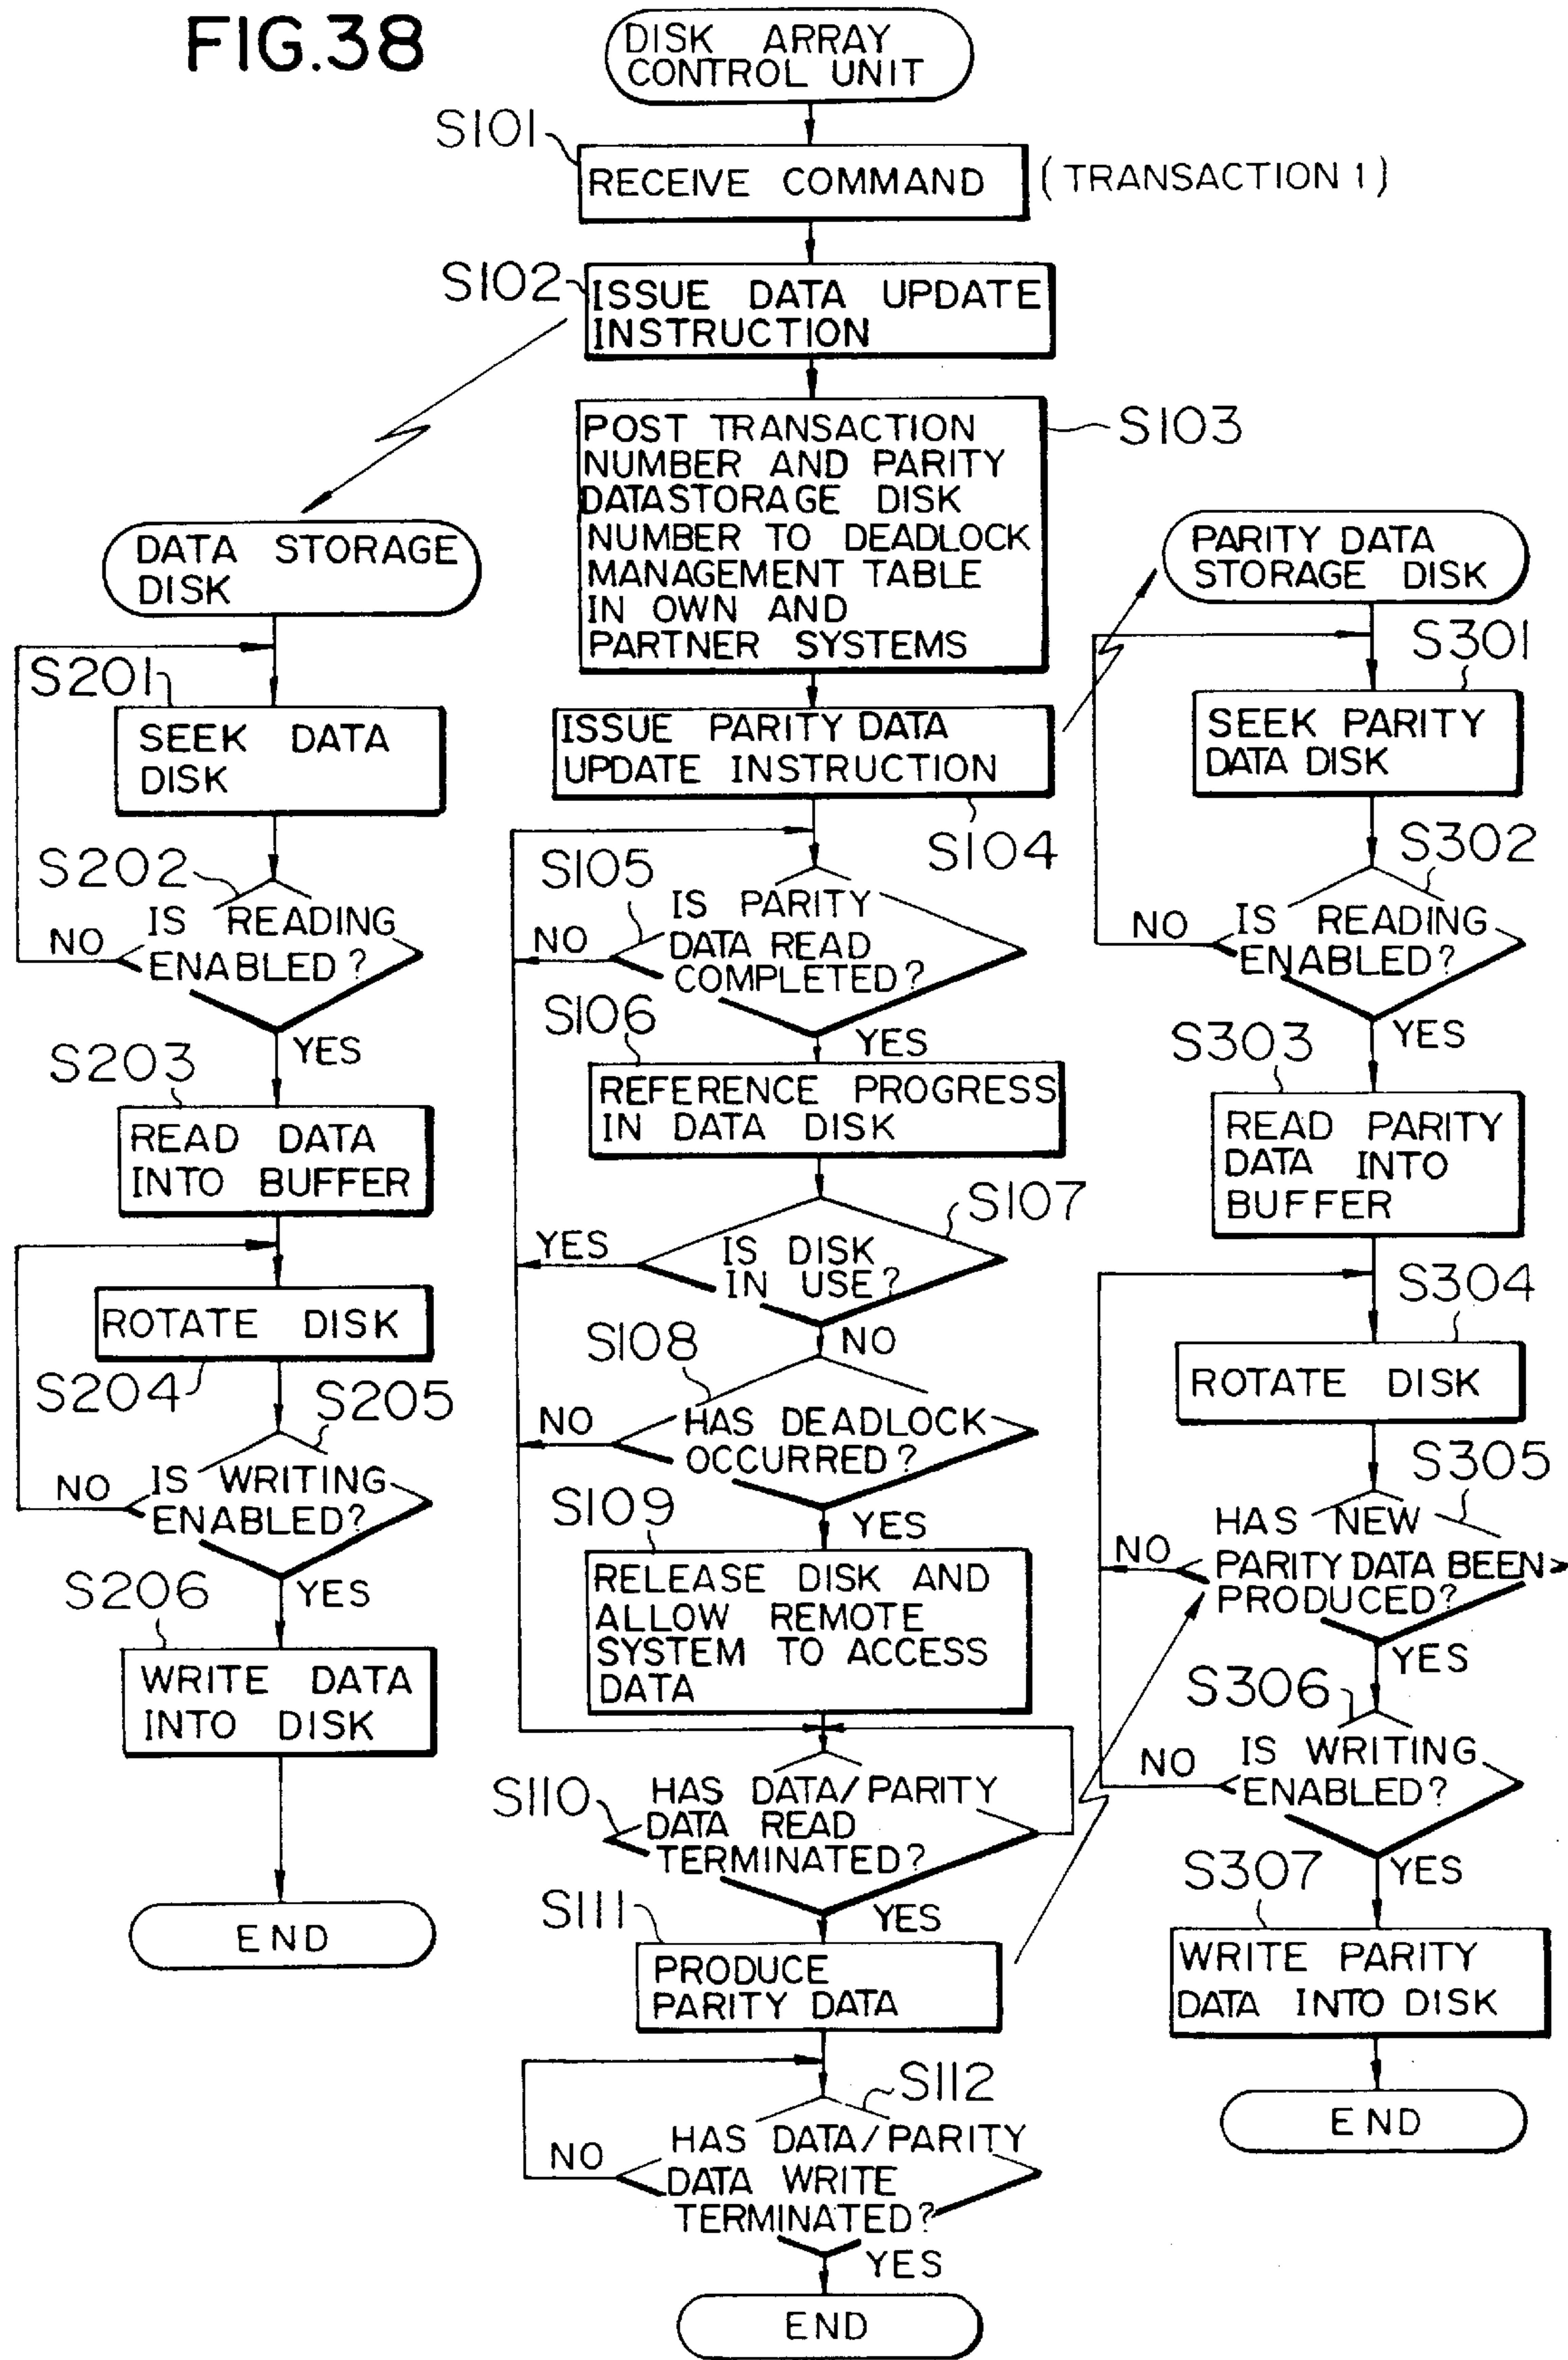 FIG.38
DISK ARRAY
CONTROL UNIT
S101
RECEIVE COMMAND
(TRANSACTION 1)
S102
ISSUE DATA UPDATE
INSTRUCTION
POST TRANSACTION
NUMBER AND PARITY
DATASTORAGE DISK
NUMBER TO DEADLOCK
MANAGEMENT TABLE
IN OWN AND
PARTNER SYSTEMS
S103
ISSUE PARITY DATA
UPDATE INSTRUCTION
S104
S105
IS PARITY
DATA READ
COMPLETED?
NO
YES
S106
REFERENCE PROGRESS
IN DATA DISK
S107
IS DISK
IN USE?
YES
NO
S108
HAS DEADLOCK
OCCURRED?
NO
YES
S109
RELEASE DISK AND
ALLOW REMOTE
SYSTEM TO ACCESS
DATA
S110
HAS DATA/PARITY
DATA READ
TERMINATED?
YES
S111
PRODUCE
PARITY DATA
S112
HAS DATA/PARITY
DATA WRITE
TERMINATED?
NO
YES
END
DATA STORAGE
DISK
S201
SEEK DATA
DISK
S202
IS READING
ENABLED?
NO
YES
S203
READ DATA
INTO BUFFER
ROTATE DISK
S204
S205
IS WRITING
ENABLED?
NO
YES
S206
WRITE DATA
INTO DISK
END
PARITY DATA
STORAGE DISK
S301
SEEK PARITY
DATA DISK
S302
IS READING
ENABLED?
NO
YES
S303
READ PARITY
DATA INTO
BUFFER
S304
ROTATE DISK
S305
HAS NEW
PARITY DATA BEEN
PRODUCED?
NO
YES
S306
IS WRITING
ENABLED?
NO
YES
S307
WRITE PARITY
DATA INTO DISK
END